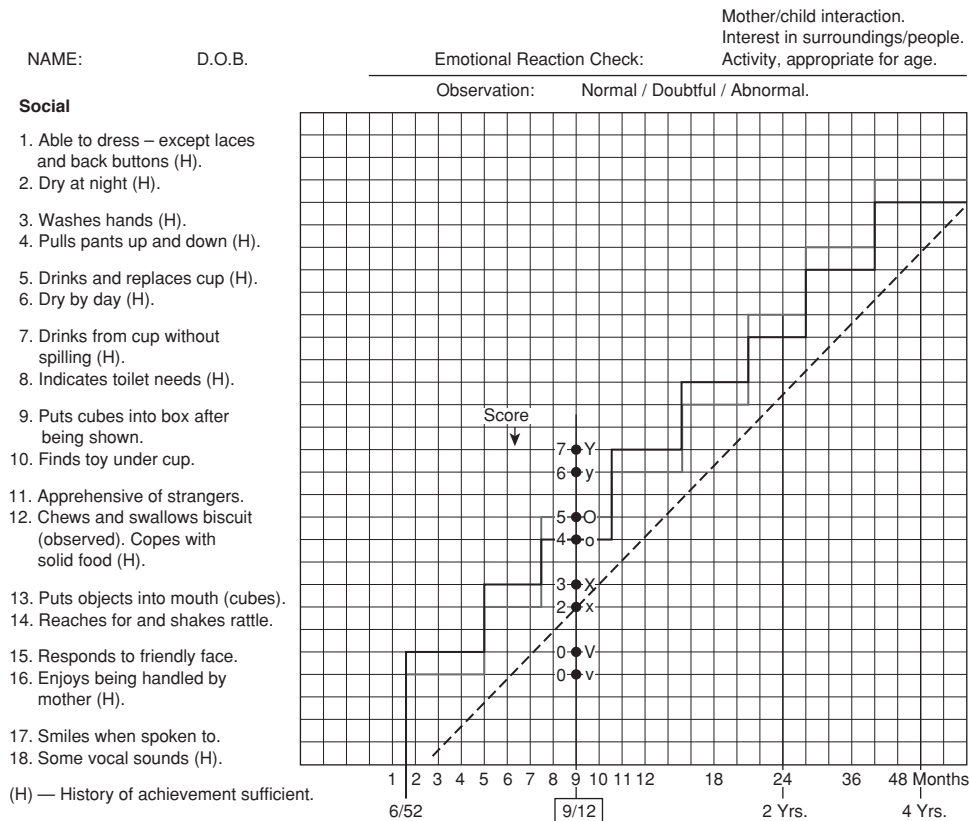 Mother/child interaction.
Interest in surroundings/people.
NAME: D.O.B. Emotional Reaction Check: Activity, appropriate for age.
Observation: Normal / Doubtful / Abnormal.
Social
1. Able to dress – except laces
and back buttons (H).
2. Dry at night (H).
3. Washes hands (H).
4. Pulls pants up and down (H).
5. Drinks and replaces cup (H).
6. Dry by day (H).
7. Drinks from cup without
spilling (H).
8. Indicates toilet needs (H).
9. Puts cubes into box after
being shown.
10. Finds toy under cup.
11. Apprehensive of strangers.
12. Chews and swallows biscuit
(observed). Copes with
solid food (H).
13. Puts objects into mouth (cubes).
14. Reaches for and shakes rattle.
15. Responds to friendly face.
16. Enjoys being handled by
mother (H).
17. Smiles when spoken to.
18. Some vocal sounds (H).
(H) — History of achievement sufficient.
Score
7 Y
6 y
5 O
4 o
3 X
2 x
0 V
0 v
1 2 3 4 5 6 7 8 9 10 11 12 18 24 36 48 Months
6/52 9/12 2 Yrs. 4 Yrs.